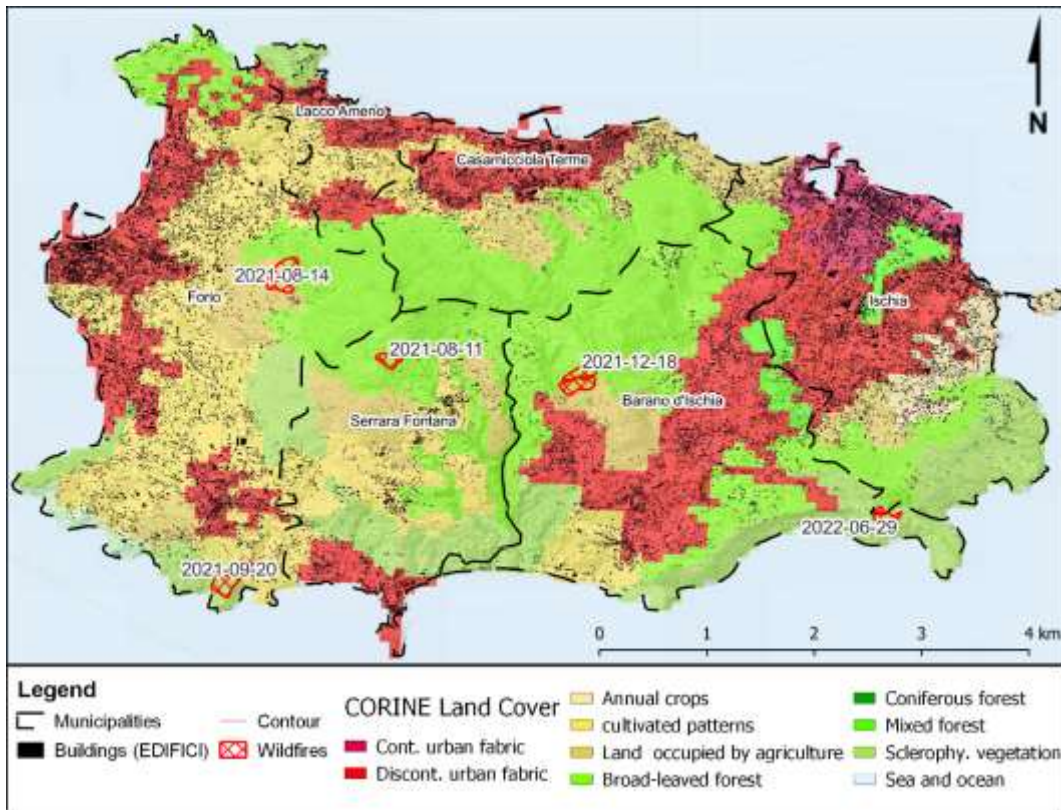 N
Lacco Ameno
Casamicciola Terme
2021-08-14
Forio
Ischia
2021-08-11
2021-12-18
Serrara Fontana
Barano d'Ischia
2022-06-29
2021-09-20
0 1 2 3 4 km
Legend
Municipalities
Contour
Buildings (EDIFICI)
Wildfires
CORINE Land Cover
Cont. urban fabric
Discont. urban fabric
Annual crops
cultivated patterns
Land occupied by agriculture
Broad-leaved forest
Coniferous forest
Mixed forest
Sclerophy. vegetation
Sea and ocean